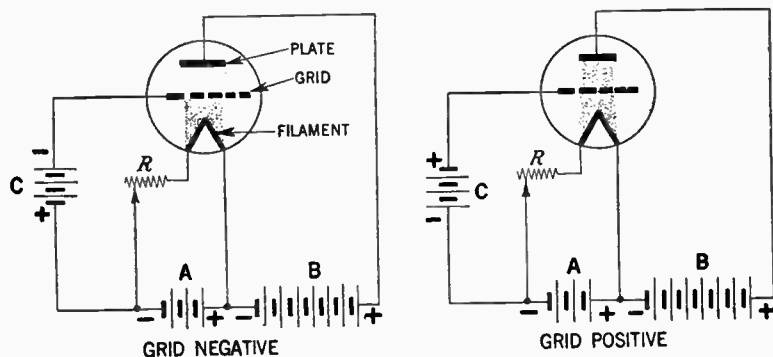 PLATE
GRID
FILAMENT
R
C
A
B
GRID NEGATIVE
R
C
A
B
GRID POSITIVE
- + - + - +
+ - - + - +